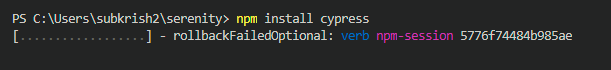 PS C:\Users\subkrish2\serenity> npm install cypress
[..................] - rollbackFailedOptional: verb npm-session 5776f74484b985ae